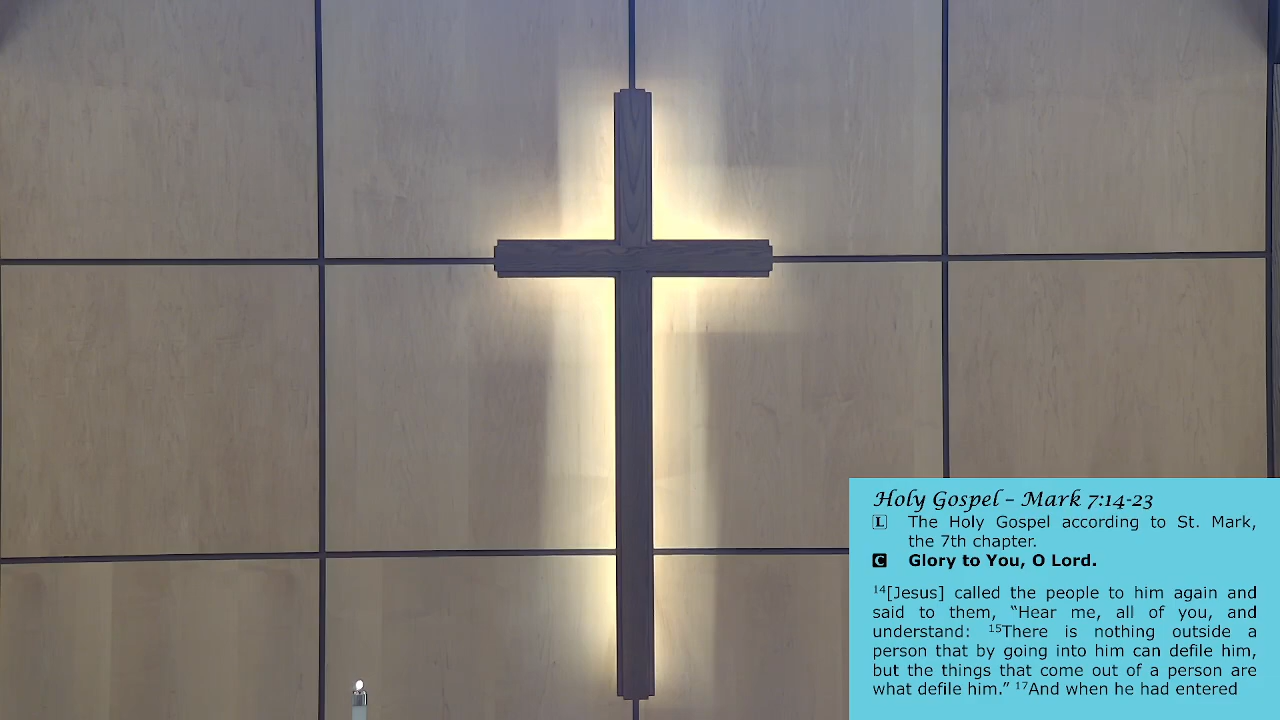 Holy Gospel – Mark 7:14-23
L The Holy Gospel according to St. Mark,
the 7th chapter.
C Glory to You, O Lord.
14[Jesus] called the people to him again and
said to them, “Hear me, all of you, and
understand: 15There is nothing outside a
person that by going into him can defile him,
but the things that come out of a person are
what defile him.” 17And when he had entered